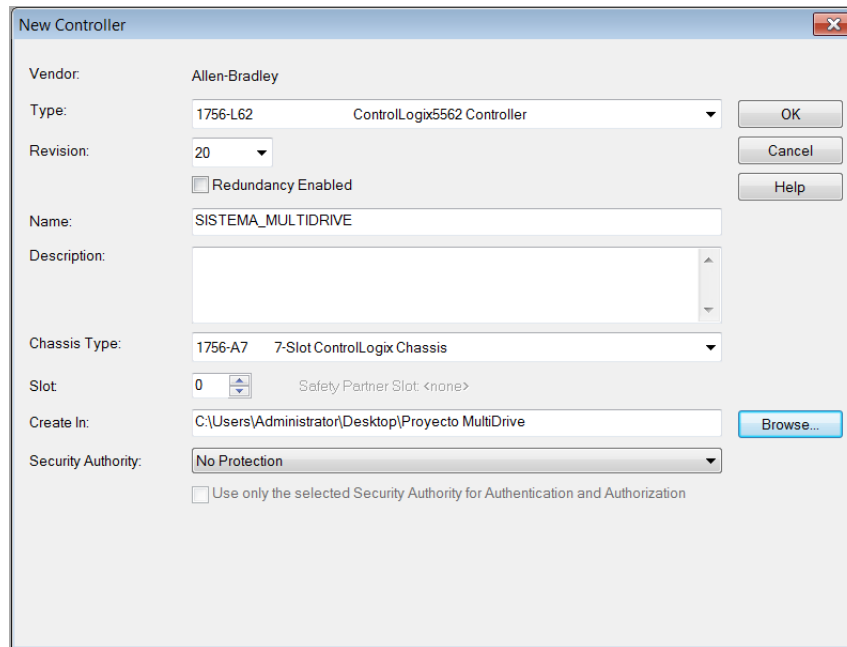 New Controller
Vendor: Allen-Bradley
Type: 1756-L62 ControlLogix5562 Controller OK
Revision: 20 Cancel
Redundancy Enabled Help
Name: SISTEMA_MULTIDRIVE
Description:
Chassis Type: 1756-A7 7-Slot ControlLogix Chassis
Slot: 0 Safety Partner Slot: <none>
Create In: C:\Users\Administrator\Desktop\Proyecto MultiDrive Browse...
Security Authority: No Protection
Use only the selected Security Authority for Authentication and Authorization